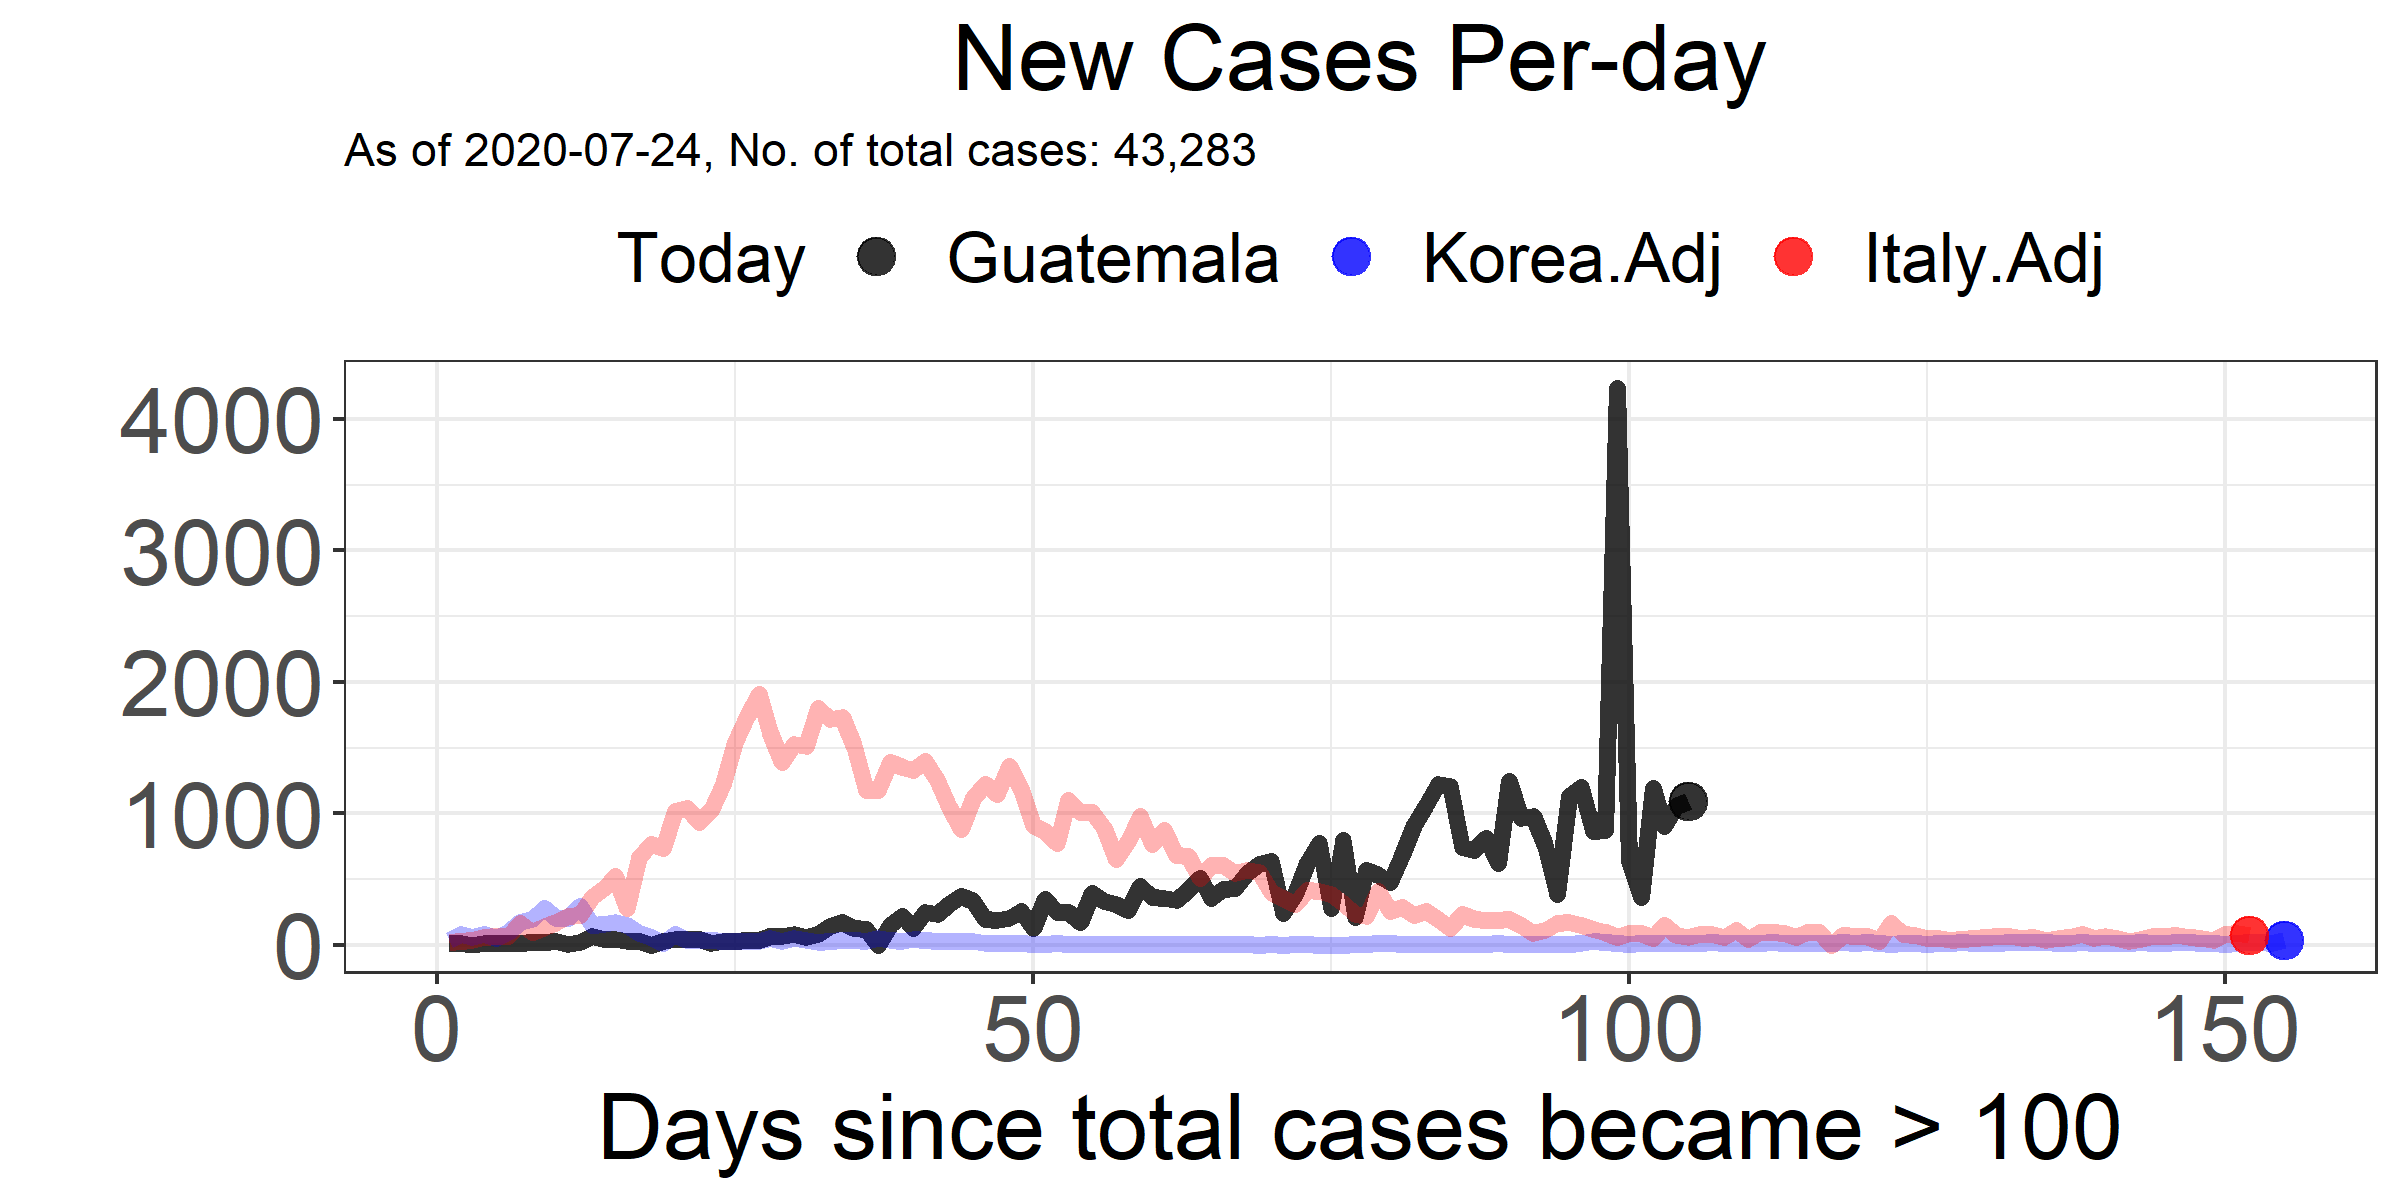 New Cases Per-day
As of 2020-07-24, No. of total cases: 43,283
Today Guatemala Korea.Adj Italy.Adj
4000
3000
2000
1000
0
0 50 100 150
Days since total cases became > 100